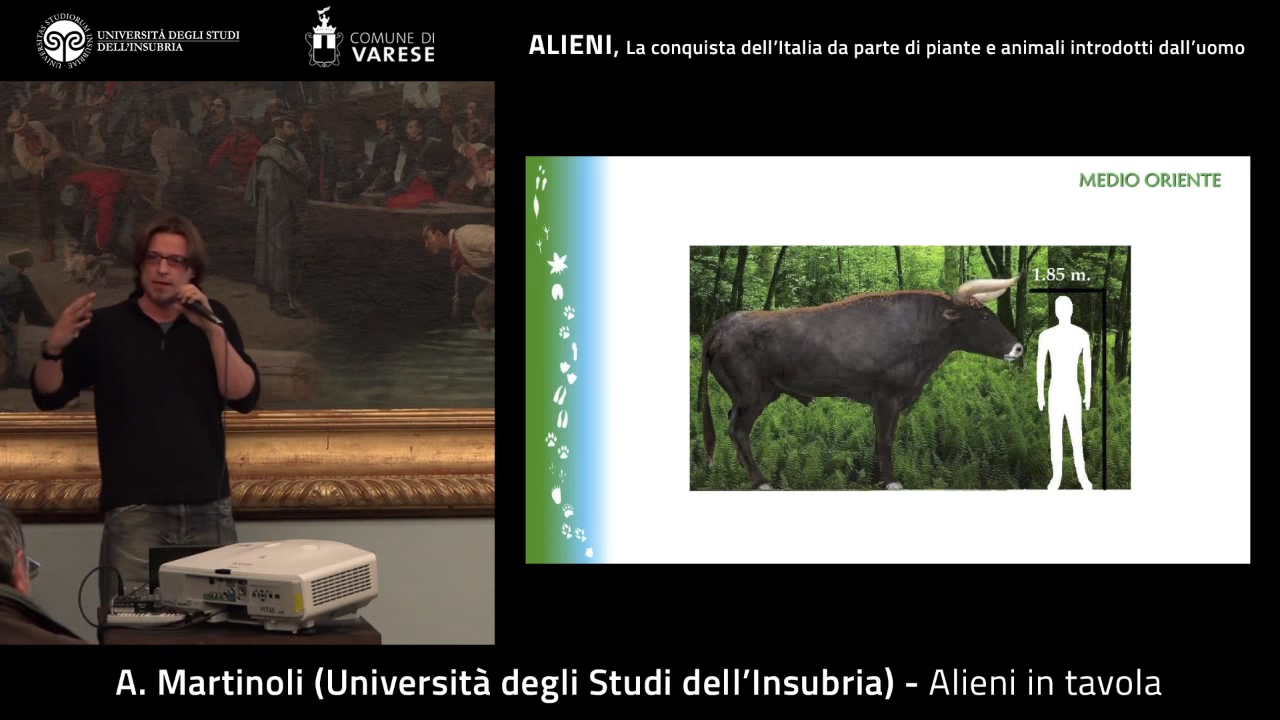 UNIVERSITÀ DEGLI STUDI
DELL'INSUBRIA
COMUNE DI
VARESE
ALIENI, La conquista dell'Italia da parte di piante e animali introdotti dall'uomo
MEDIO ORIENTE
1.85 m.
A. Martinoli (Università degli Studi dell'Insubria) - Alieni in tavola